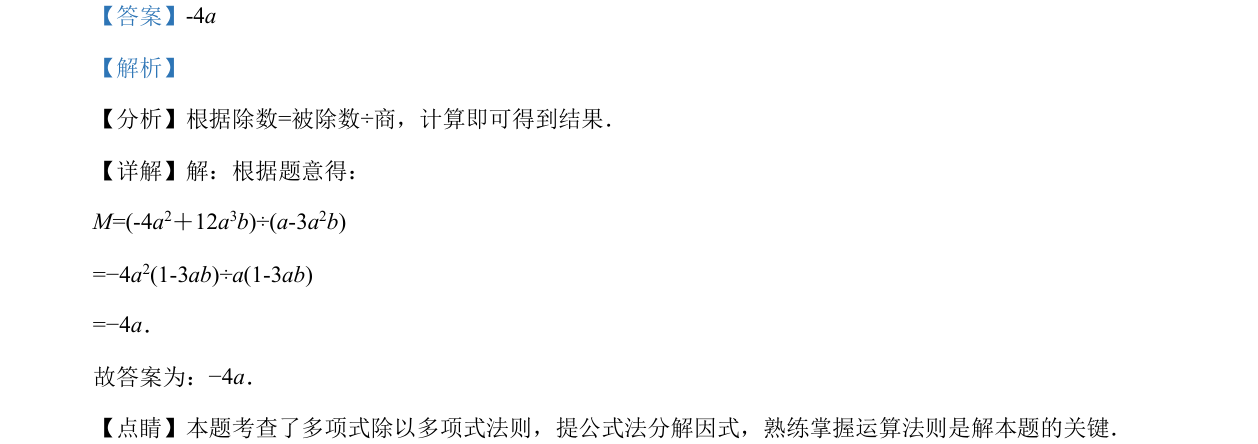 【答案】-4a
【解析】
【分析】根据除数=被除数÷商，计算即可得到结果．
【详解】解：根据题意得：
M=(-4a²＋12a³b)÷(a-3a²b)
=−4a²(1-3ab)÷a(1-3ab)
=−4a．
故答案为：−4a．
【点睛】本题考查了多项式除以多项式法则，提公式法分解因式，熟练掌握运算法则是解本题的关键．